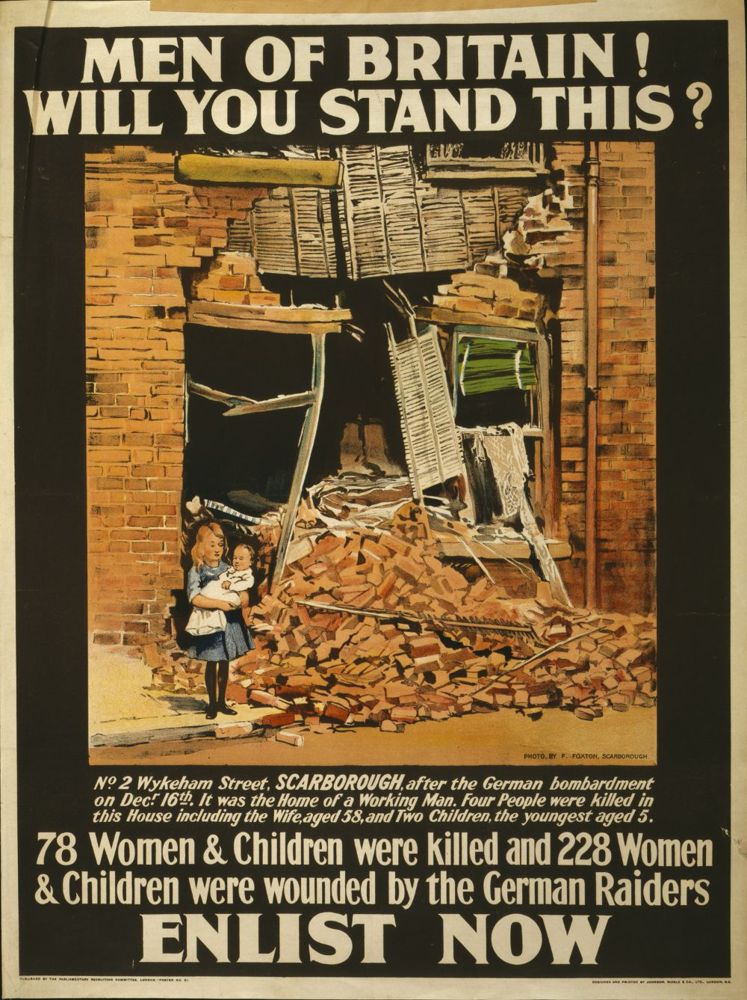 MEN OF BRITAIN!
WILL YOU STAND THIS?
PHOTO. BY F. FOXTON, SCARBOROUGH.
Nº 2 Wykeham Street, SCARBOROUGH, after the German bombardment
on Decr 16th. It was the Home of a Working Man. Four People were killed in
this House including the Wife, aged 58, and Two Children, the youngest aged 5.
78 Women & Children were killed and 228 Women
& Children were wounded by the German Raiders
ENLIST NOW
PUBLISHED BY THE PARLIAMENTARY RECRUITING COMMITTEE, LONDON.-POSTER NO. 51.
DESIGNED AND PRINTED BY JOHNSON, RIDDLE & CO., LTD., LONDON, S.E.